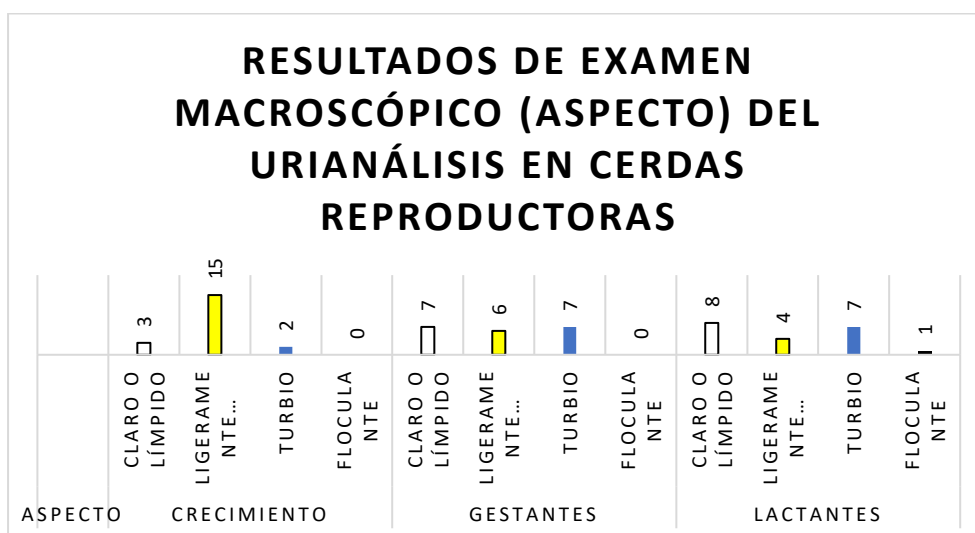 RESULTADOS DE EXAMEN
MACROSCÓPICO (ASPECTO) DEL
URIANÁLISIS EN CERDAS
REPRODUCTORAS
3
15
2
0
7
6
7
0
8
4
7
1
CLARO O
LÍMPIDO
LIGERAME
NTE…
TURBIO
FLOCULA
NTE
CLARO O
LÍMPIDO
LIGERAME
NTE…
TURBIO
FLOCULA
NTE
CLARO O
LÍMPIDO
LIGERAME
NTE…
TURBIO
FLOCULA
NTE
ASPECTO
CRECIMIENTO
GESTANTES
LACTANTES